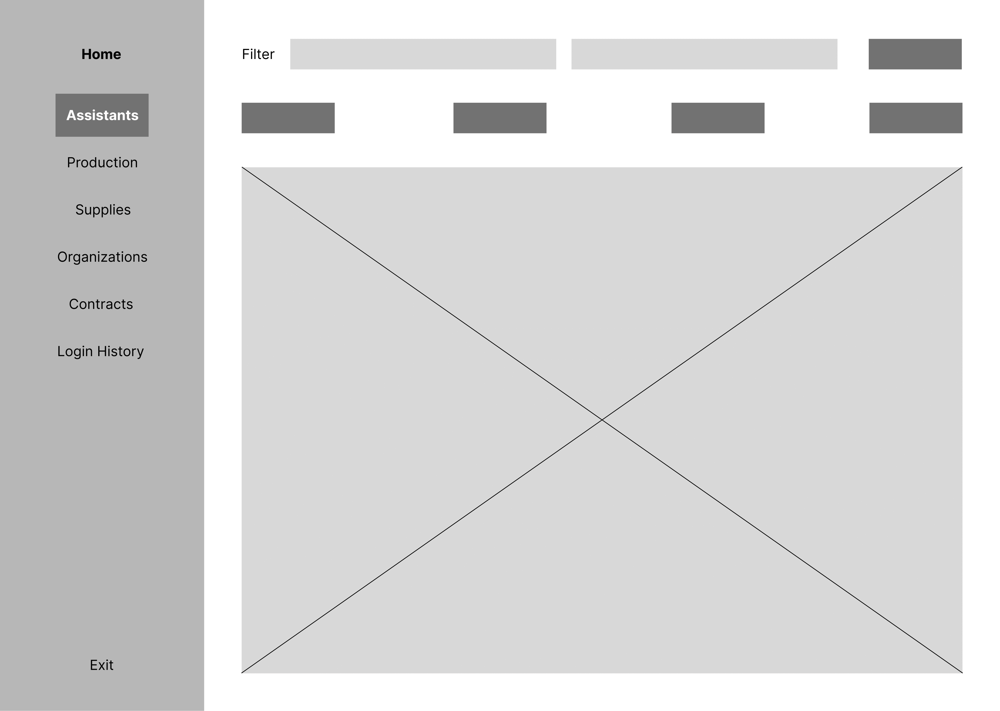 Home
Filter
Assistants
Production
Supplies
Organizations
Contracts
Login History
Exit